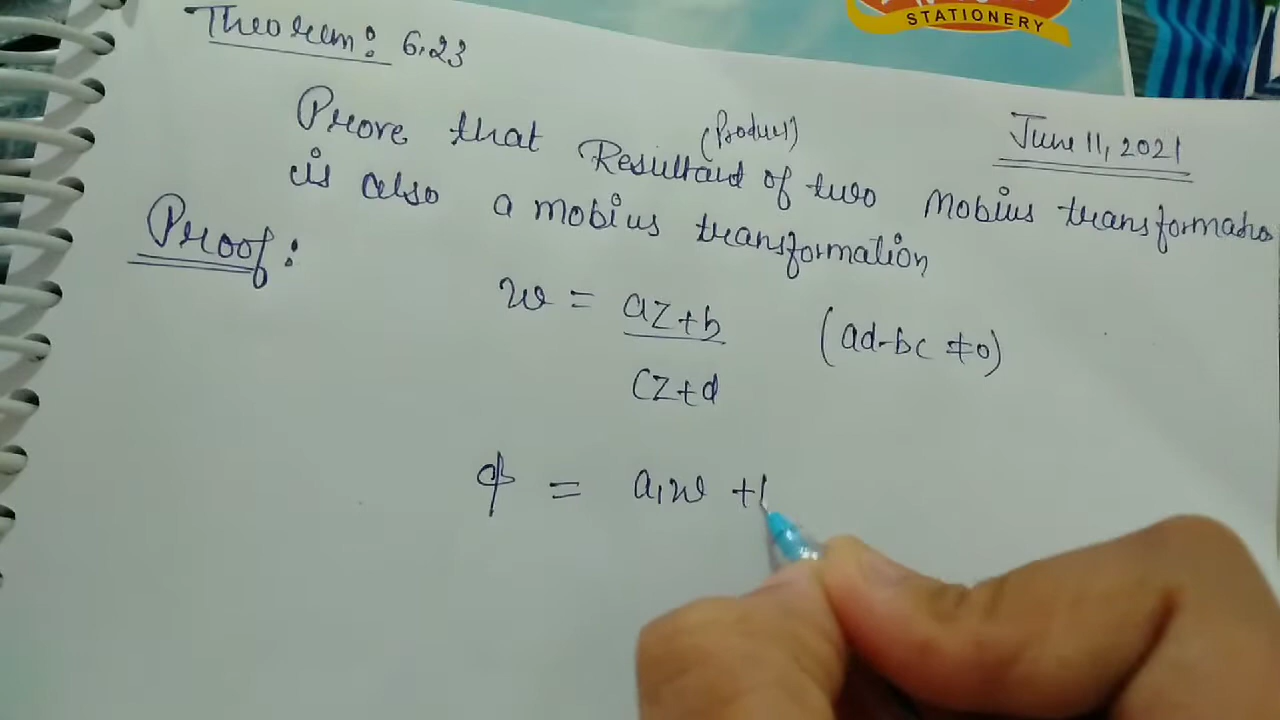 STATIONERY
Theorem: 6.23
June 11, 2021
(Product)
Prove that Resultant of two Mobius transformatio
is also a mobius transformation
Proof:
w = az+b (ad-bc ≠0)
cz+d
φ = a₁w +